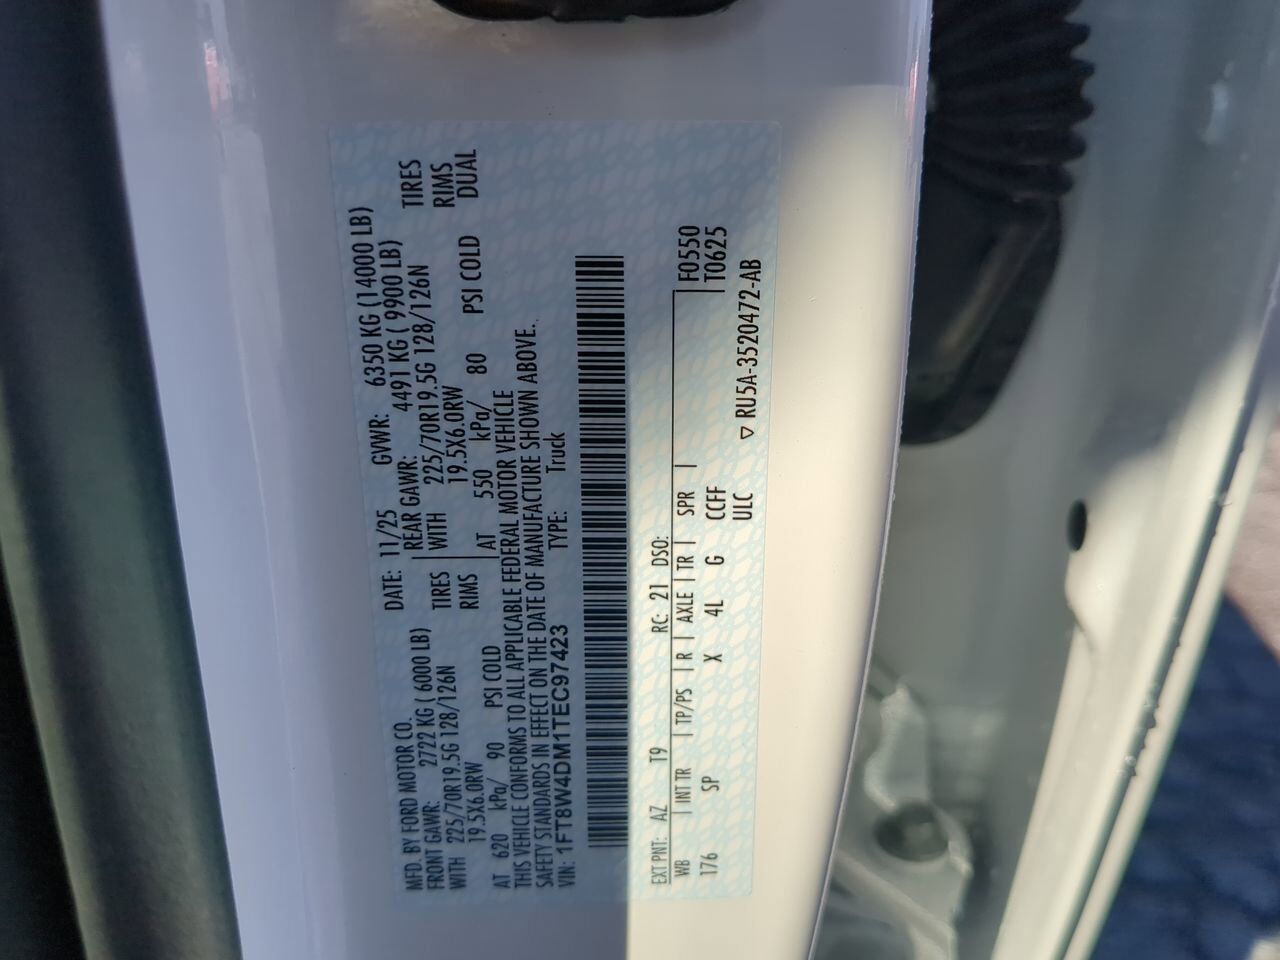 MFD. BY FORD MOTOR CO.
DATE: 11/25 GVWR: 6350 KG (14000 LB)
FRONT GAWR: 2722 KG ( 6000 LB) REAR GAWR: 4491 KG ( 9900 LB)
WITH 225/70R19.5G 128/126N TIRES WITH 225/70R19.5G 128/126N TIRES
19.5X6.0RW RIMS 19.5X6.0RW RIMS
AT 620 kPa/ 90 PSI COLD AT 550 kPa/ 80 PSI COLD DUAL
THIS VEHICLE CONFORMS TO ALL APPLICABLE FEDERAL MOTOR VEHICLE
SAFETY STANDARDS IN EFFECT ON THE DATE OF MANUFACTURE SHOWN ABOVE.
VIN: 1FT8W4DM1TEC97423 TYPE: Truck
EXT PNT: AZ T9 RC: 21 DSO:
WB INT TR TP/PS R AXLE TR SPR F0550
176 SP X 4L G CCFF T0625
ULC
▽ RU5A-3520472-AB